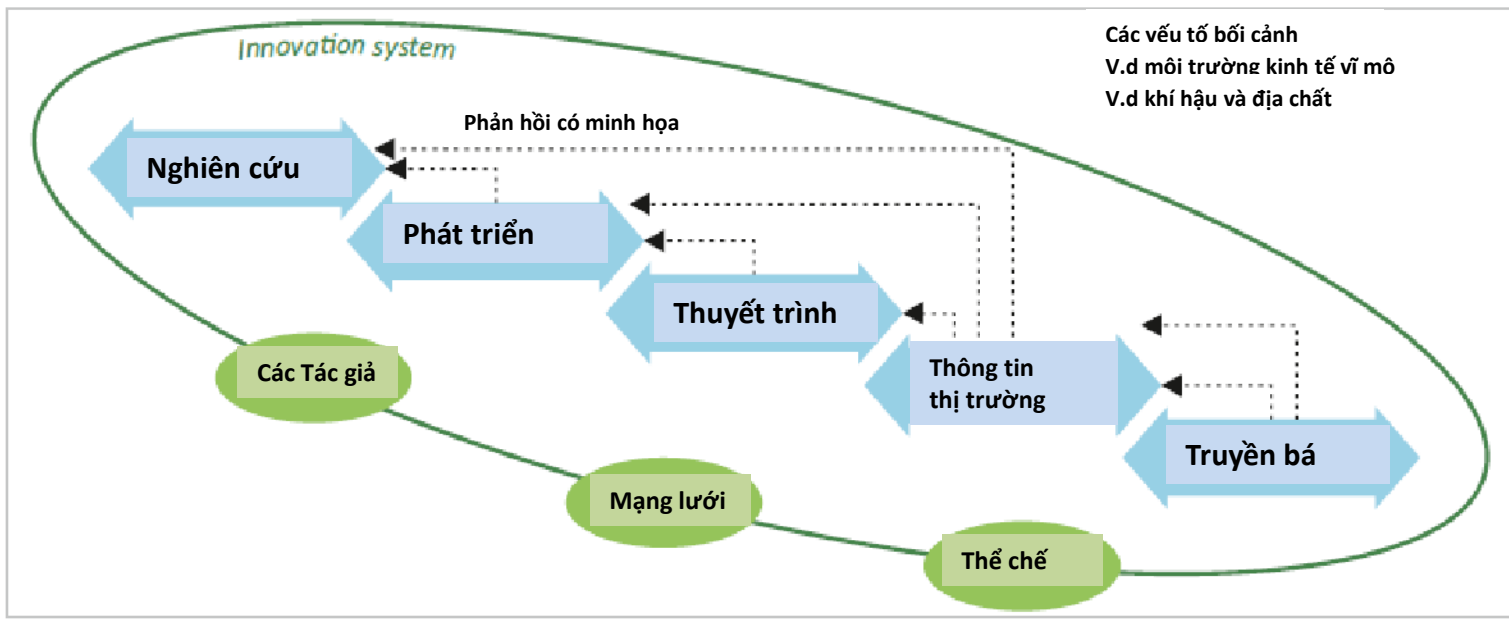 Innovation system
Các vếu tố bối cảnh
V.d môi trường kinh tế vĩ mô
V.d khí hậu và địa chất
Phản hồi có minh họa
Nghiên cứu
Phát triển
Thuyết trình
Thông tin
thị trường
Truyền bá
Các Tác giả
Mạng lưới
Thể chế